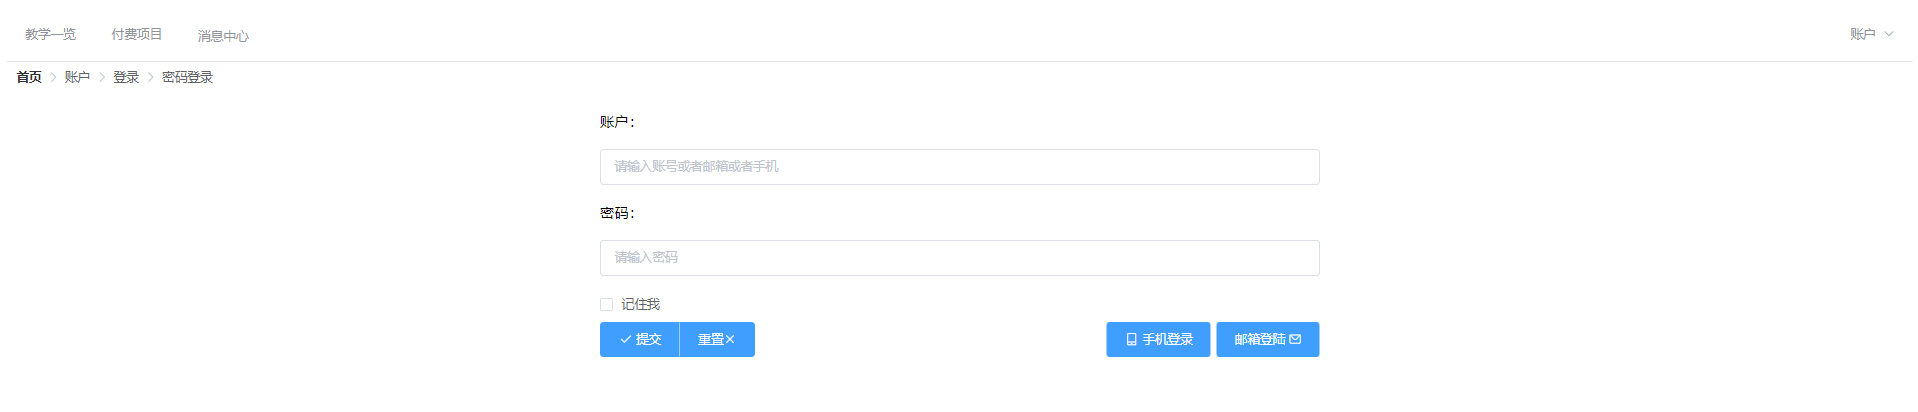 教学一览 付费项目 消息中心 账户
首页 账户 登录 密码登录
账户：
请输入账号或者邮箱或者手机
密码：
请输入密码
记住我
提交 重置 手机登录 邮箱登陆